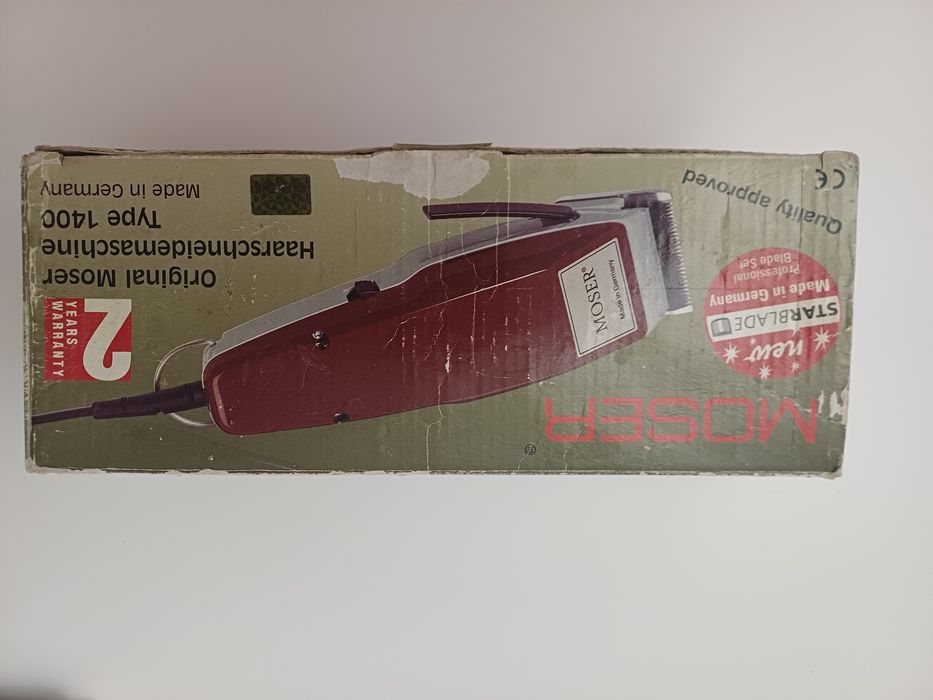 MOSER®
new
STARBLADE
Made in Germany
Professional
Blade Set
Quality approved
CE
MOSER®
Made in Germany
2
YEARS
WARRANTY
Original Moser
Haarschneidemaschine
Type 1400
Made in Germany